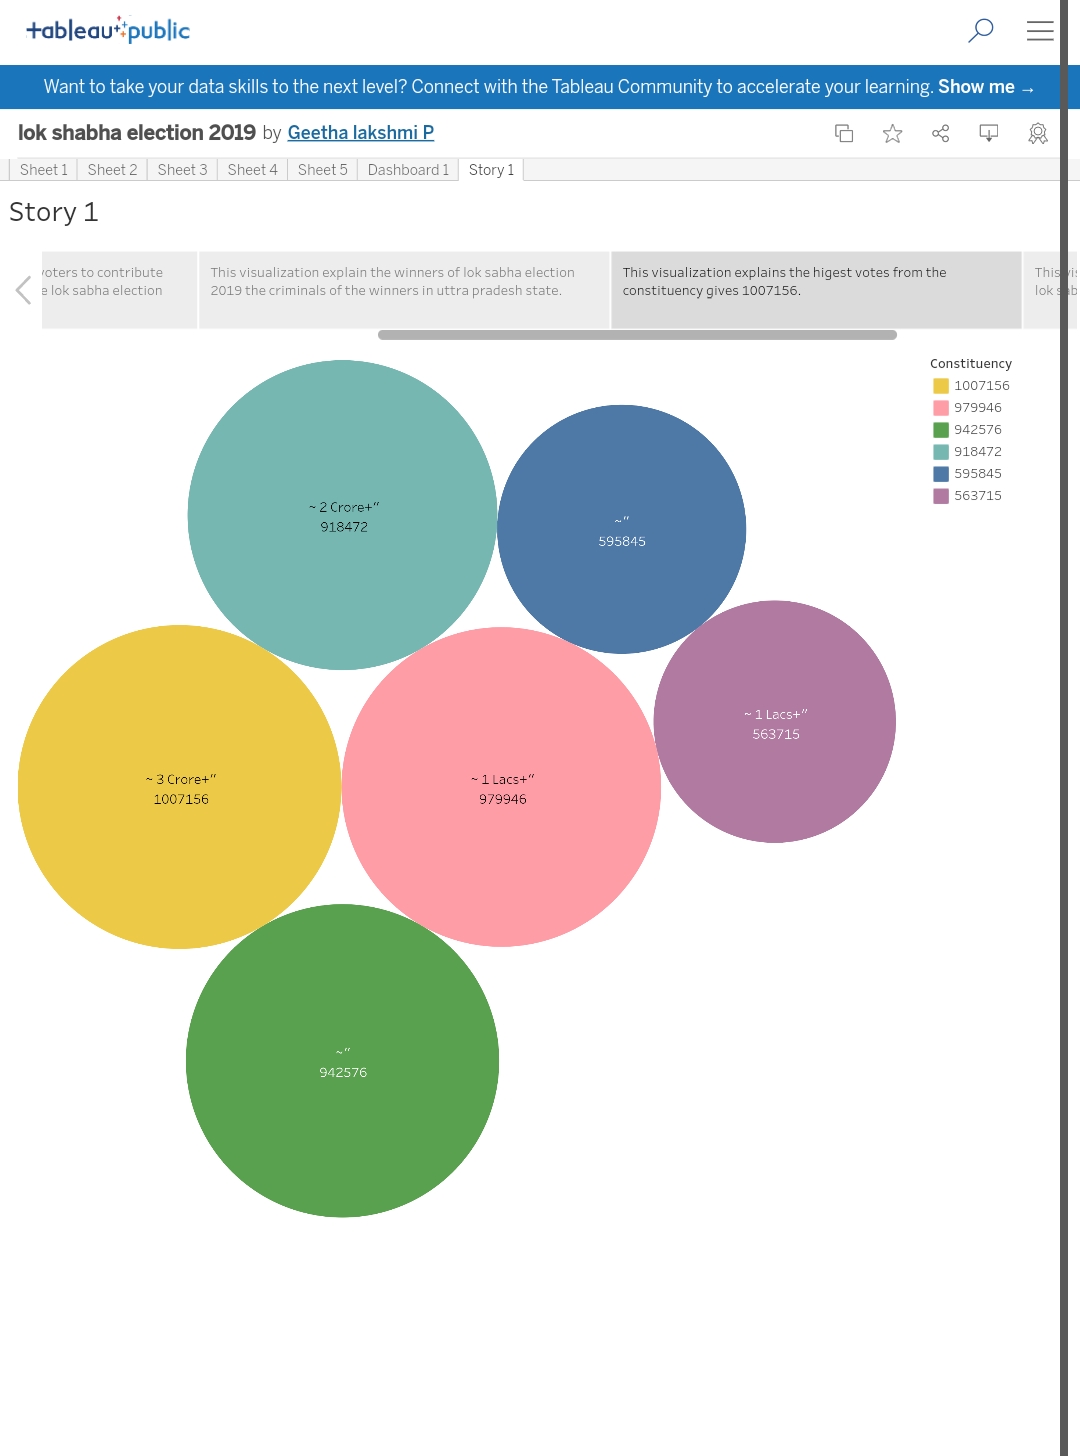 +ableau public
Want to take your data skills to the next level? Connect with the Tableau Community to accelerate your learning. Show me →
lok shabha election 2019 by Geetha lakshmi P
Sheet 1 Sheet 2 Sheet 3 Sheet 4 Sheet 5 Dashboard 1 Story 1
Story 1
voters to contribute
e lok sabha election
This visualization explain the winners of lok sabha election
2019 the criminals of the winners in uttra pradesh state.
This visualization explains the higest votes from the
constituency gives 1007156.
This
lok
Constituency
1007156
979946
942576
918472
595845
563715
~ 2 Crore+"
918472
~"
595845
~ 1 Lacs+"
563715
~ 3 Crore+"
1007156
~ 1 Lacs+"
979946
~"
942576